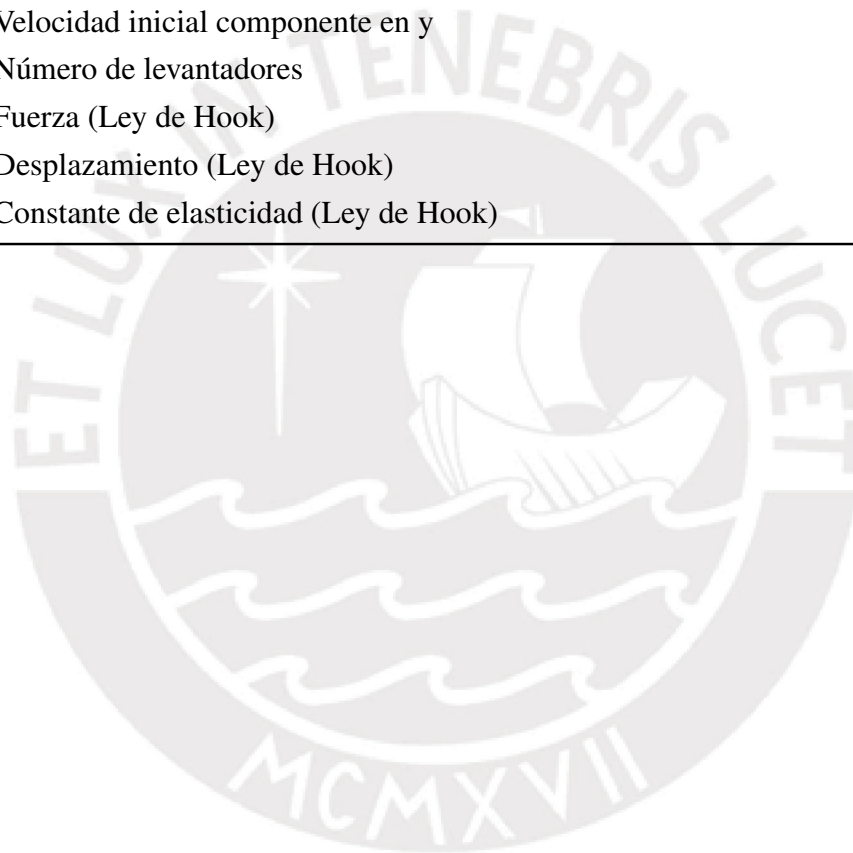 Velocidad inicial componente en y
Número de levantadores
Fuerza (Ley de Hook)
Desplazamiento (Ley de Hook)
Constante de elasticidad (Ley de Hook)
ET LUX IN TENEBRIS LUCET
MCMXVII